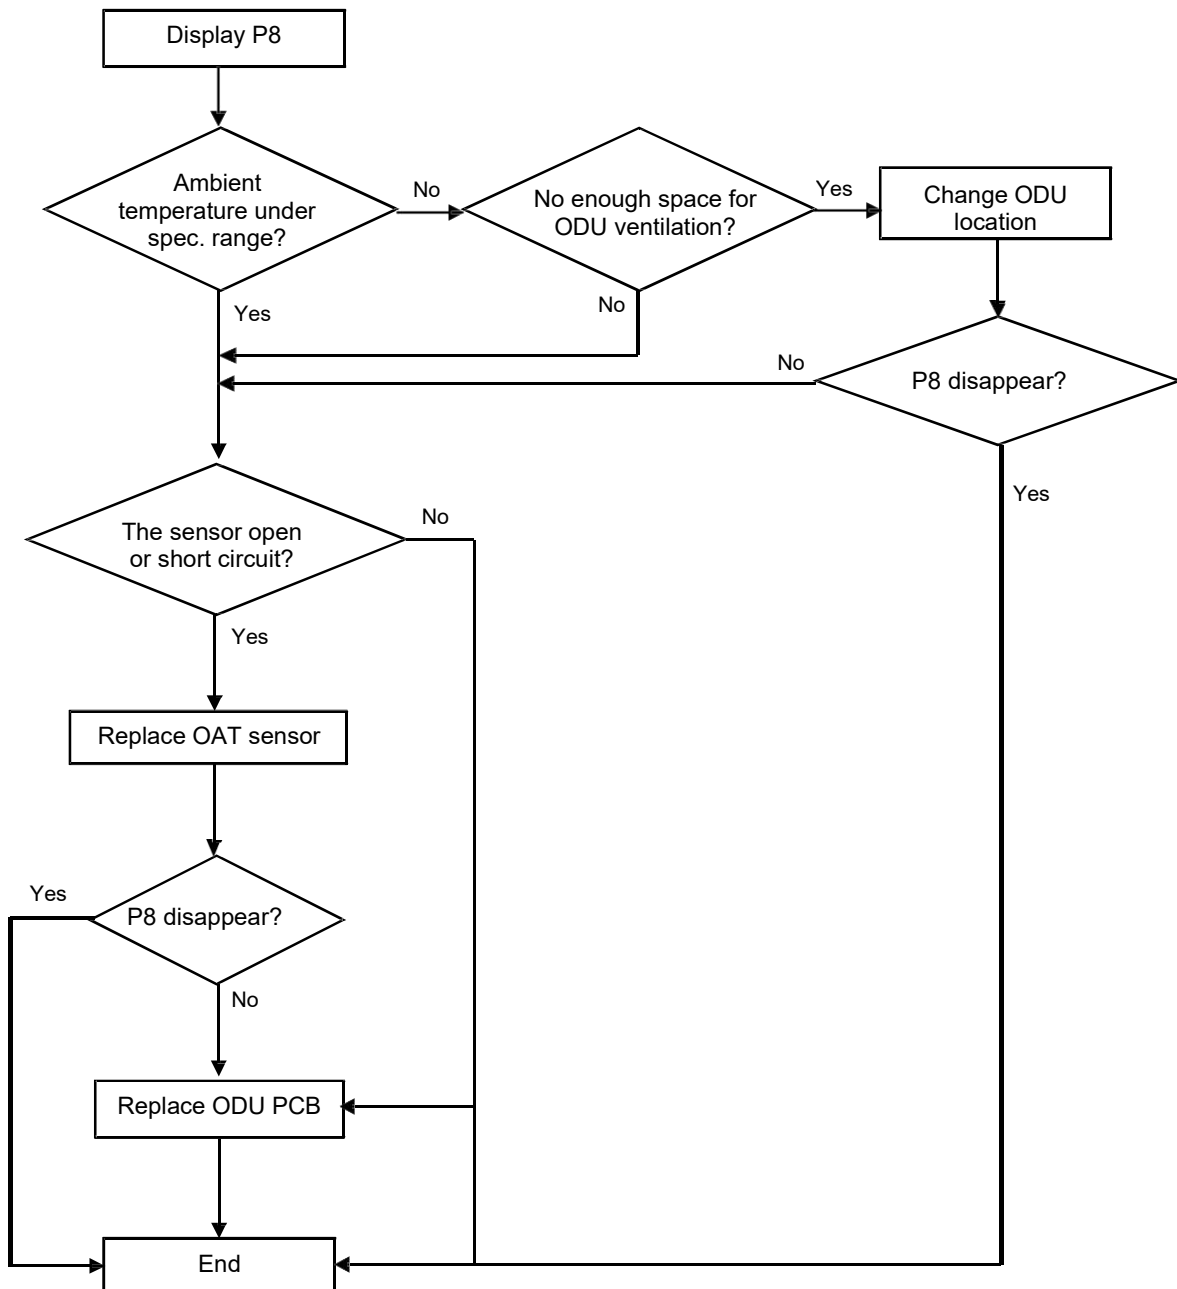 Display P8
Ambient
temperature under
spec. range?
No
No enough space for
ODU ventilation?
Yes
Change ODU
location
Yes
No
No
P8 disappear?
Yes
The sensor open
or short circuit?
No
Yes
Replace OAT sensor
Yes
P8 disappear?
No
Replace ODU PCB
End